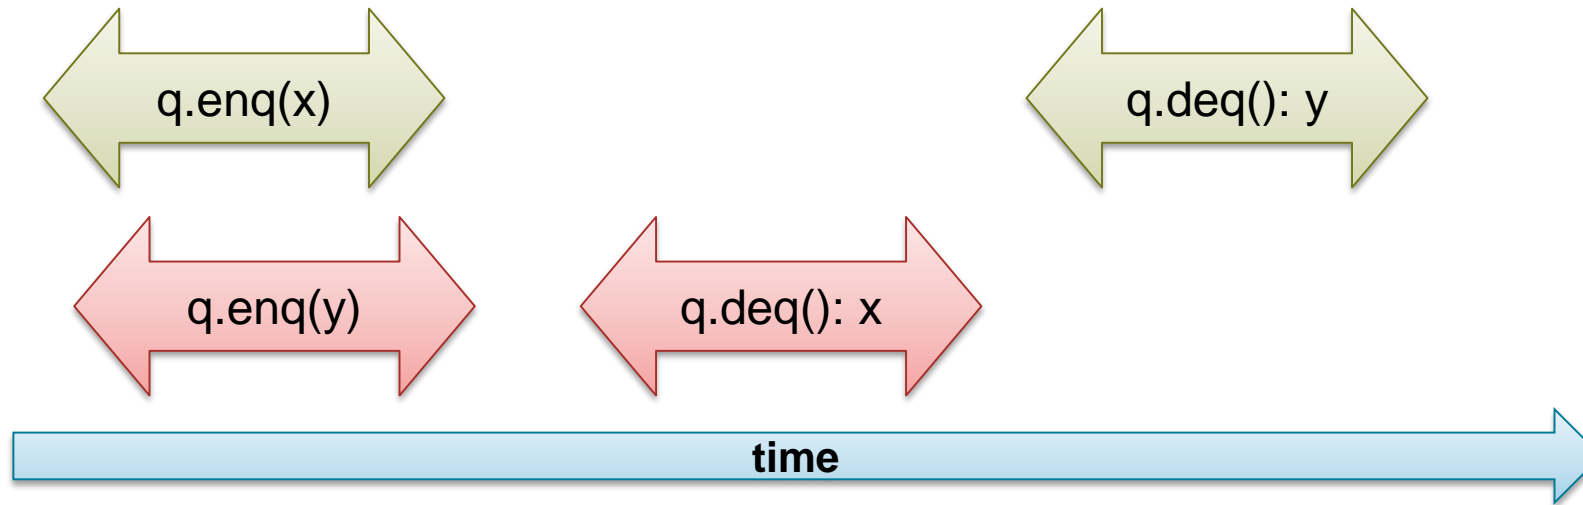 q.enq(x)
q.deq(): y
q.enq(y)
q.deq(): x
time